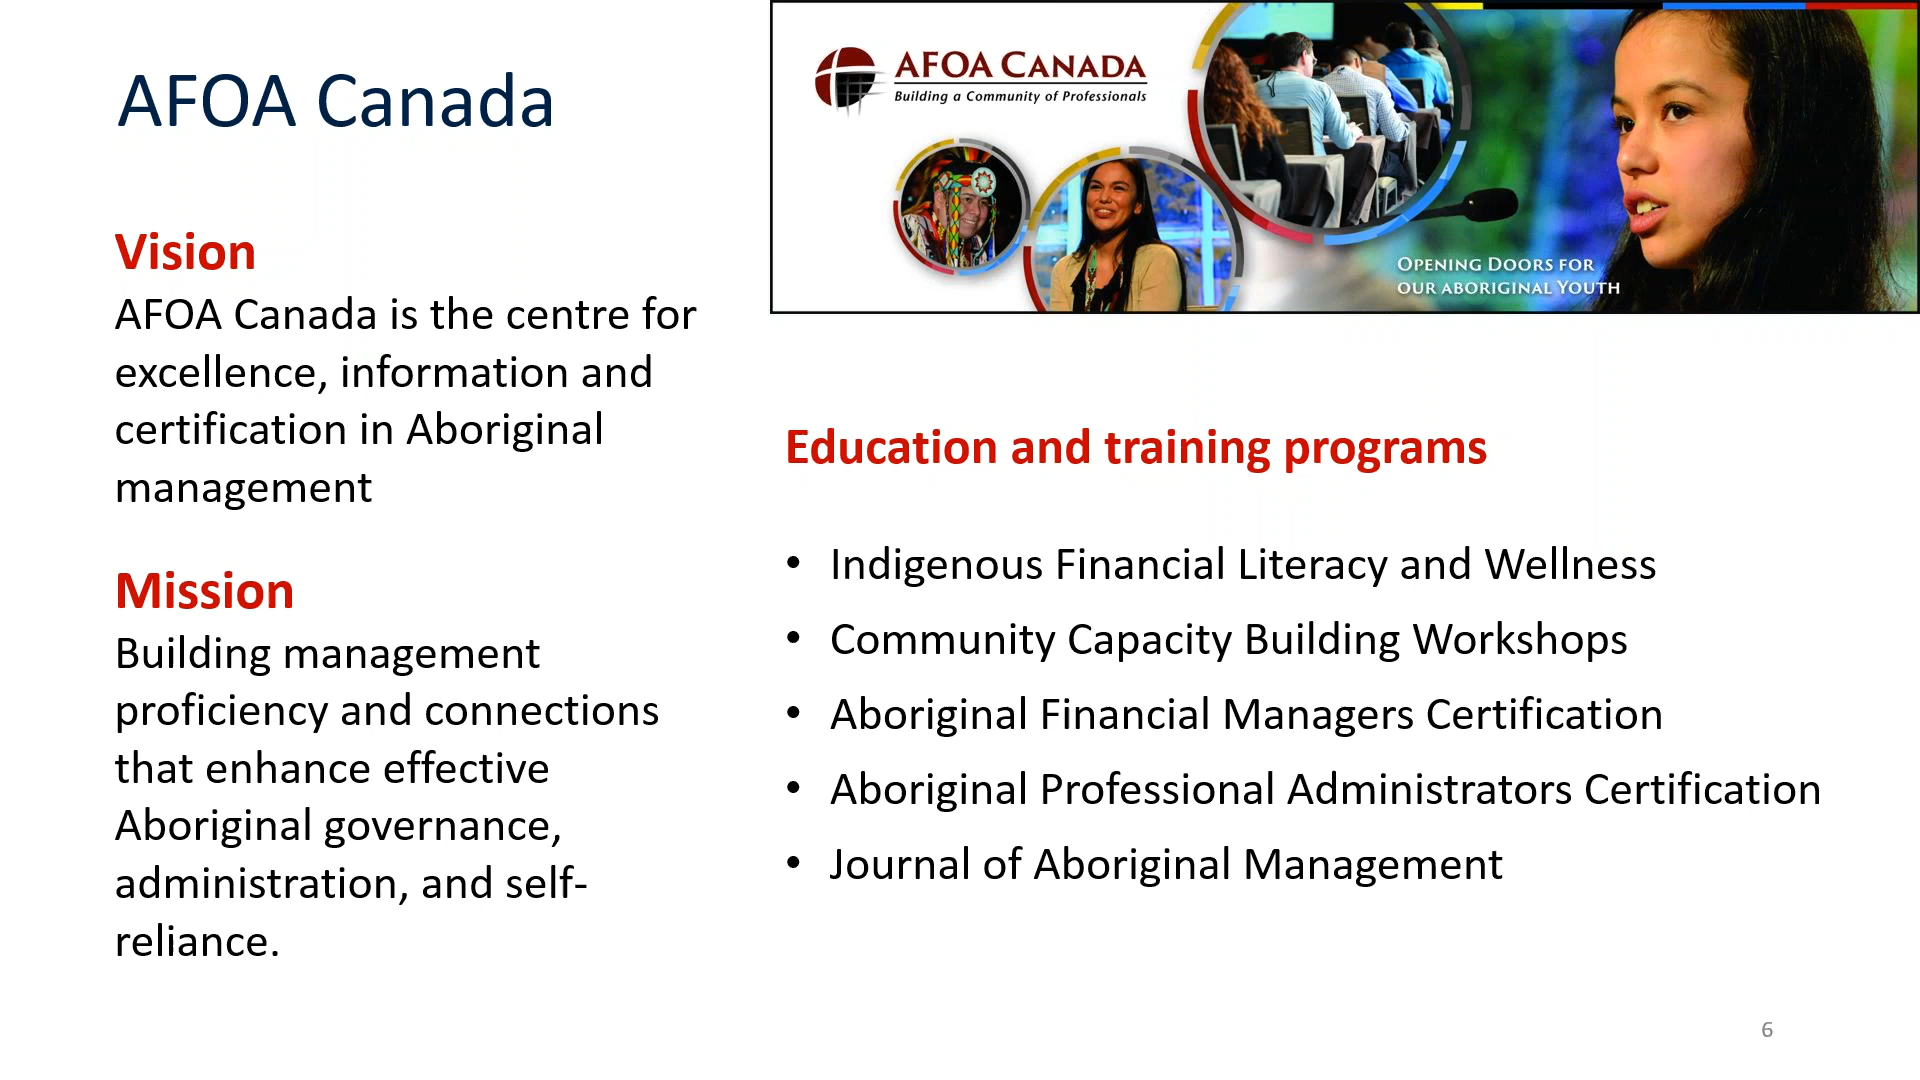 AFOA Canada
AFOA CANADA
Building a Community of Professionals
OPENING DOORS FOR
OUR ABORIGINAL YOUTH
Vision
AFOA Canada is the centre for
excellence, information and
certification in Aboriginal
management
Mission
Building management
proficiency and connections
that enhance effective
Aboriginal governance,
administration, and self-
reliance.
Education and training programs
• Indigenous Financial Literacy and Wellness
• Community Capacity Building Workshops
• Aboriginal Financial Managers Certification
• Aboriginal Professional Administrators Certification
• Journal of Aboriginal Management
6